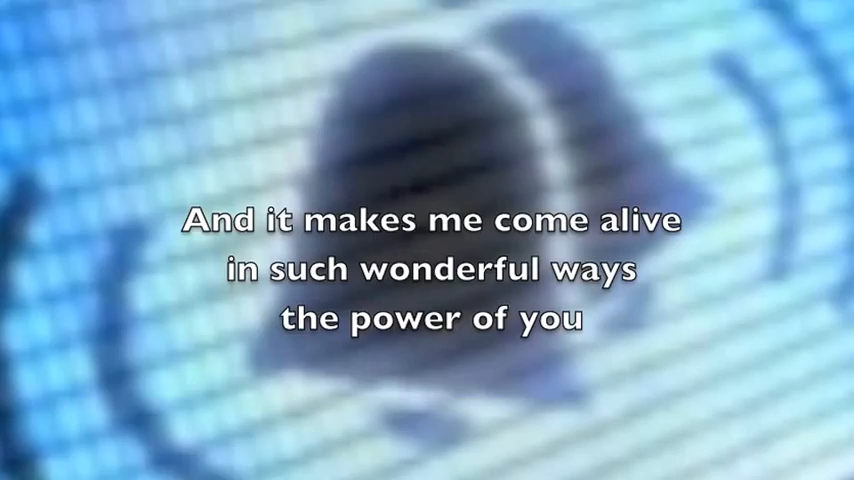 And it makes me come alive
in such wonderful ways
the power of you